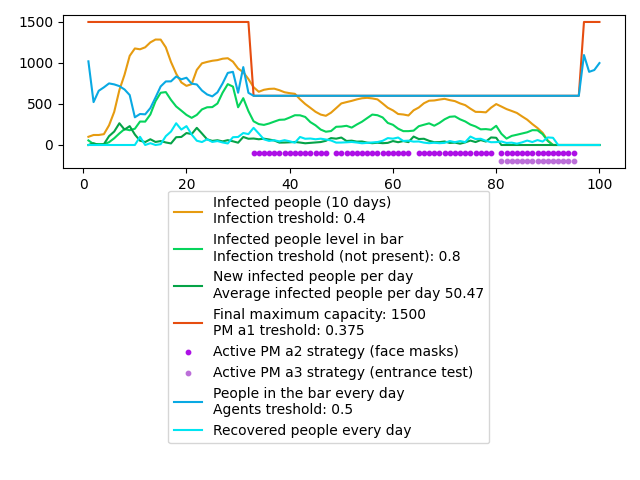 1500
1000
500
0
0 20 40 60 80 100
Infected people (10 days)
Infection treshold: 0.4
Infected people level in bar
Infection treshold (not present): 0.8
New infected people per day
Average infected people per day 50.47
Final maximum capacity: 1500
PM a1 treshold: 0.375
Active PM a2 strategy (face masks)
Active PM a3 strategy (entrance test)
People in the bar every day
Agents treshold: 0.5
Recovered people every day